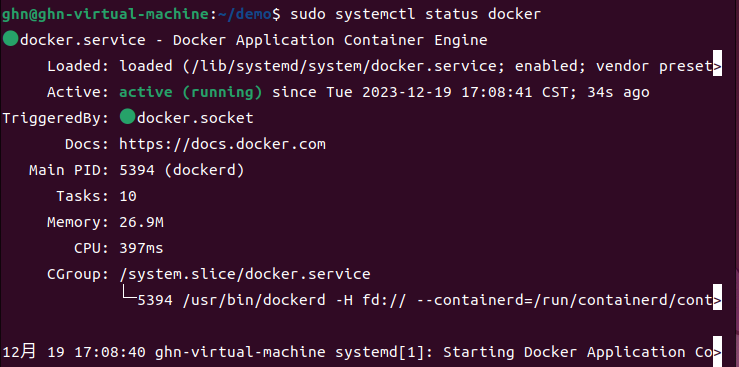 ghn@ghn-virtual-machine:~/demo$ sudo systemctl status docker
●docker.service - Docker Application Container Engine
     Loaded: loaded (/lib/systemd/system/docker.service; enabled; vendor preset>
     Active: active (running) since Tue 2023-12-19 17:08:41 CST; 34s ago
TriggeredBy: ●docker.socket
       Docs: https://docs.docker.com
   Main PID: 5394 (dockerd)
      Tasks: 10
     Memory: 26.9M
        CPU: 397ms
     CGroup: /system.slice/docker.service
             └─5394 /usr/bin/dockerd -H fd:// --containerd=/run/containerd/cont>
12月 19 17:08:40 ghn-virtual-machine systemd[1]: Starting Docker Application Co>